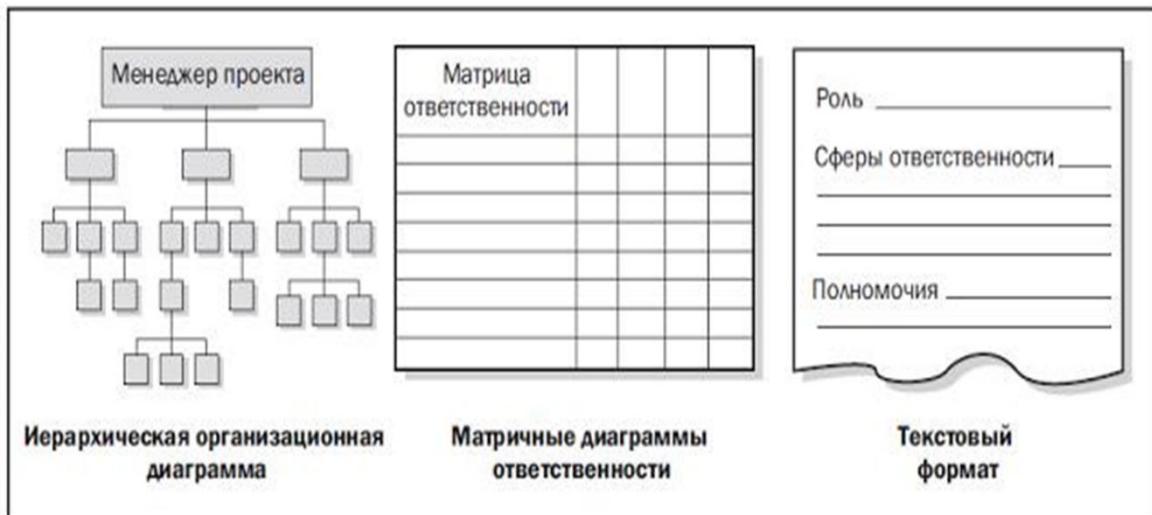 Менеджер проекта
Матрица
ответственности
Роль
Сферы ответственности
Полномочия
Иерархическая организационная
диаграмма
Матричные диаграммы
ответственности
Текстовый
формат